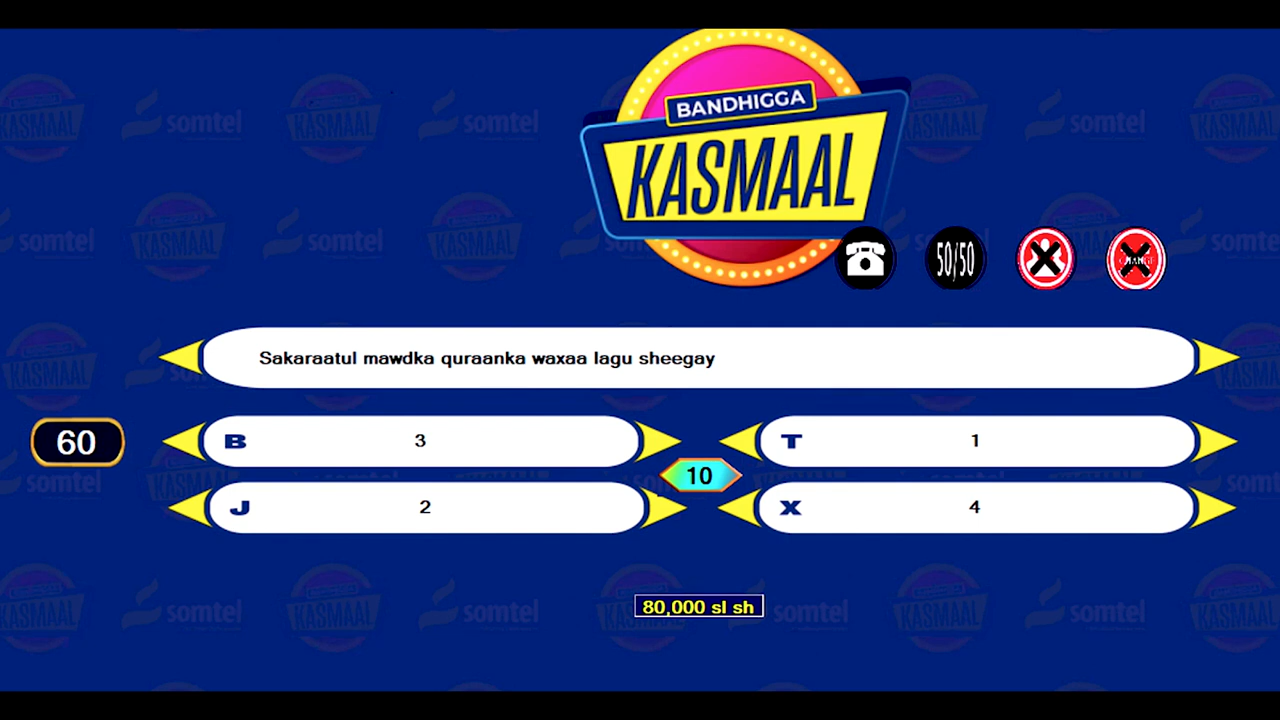 BANDHIGGA
KASMAAL
50/50
Sakaraatul mawdka quraanka waxaa lagu sheegay
60
B 3
T 1
10
J 2
X 4
80,000 sl sh
somtel